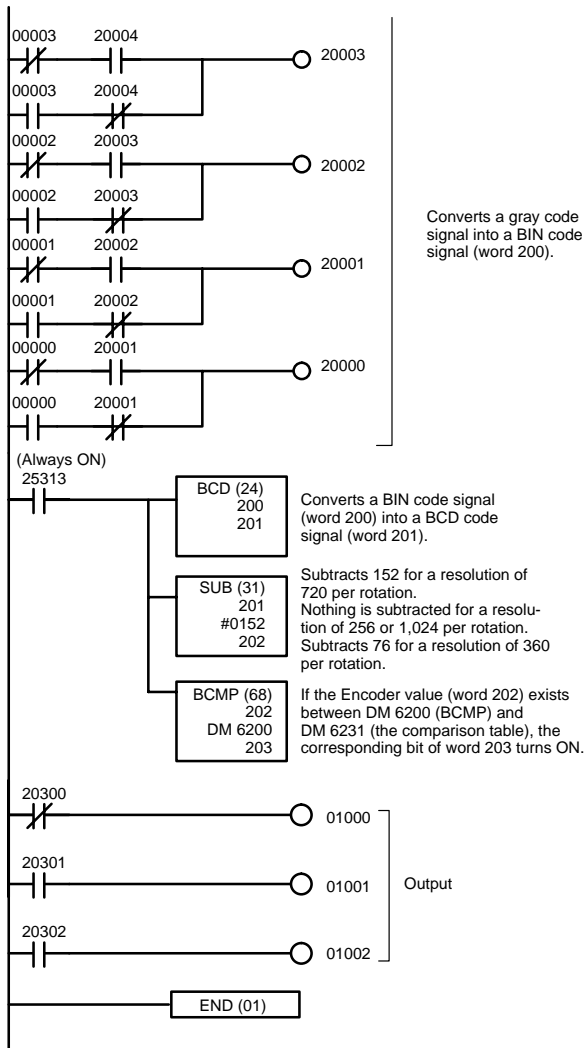 00003 20004
20003
00003 20004
00002 20003
20002
00002 20003
00001 20002
20001
00001 20002
00000 20001
20000
00000 20001
Converts a gray code
signal into a BIN code
signal (word 200).
(Always ON)
25313
BCD (24)
200
201
Converts a BIN code signal
(word 200) into a BCD code
signal (word 201).
SUB (31)
201
#0152
202
Subtracts 152 for a resolution of
720 per rotation.
Nothing is subtracted for a resolu-
tion of 256 or 1,024 per rotation.
Subtracts 76 for a resolution of 360
per rotation.
BCMP (68)
202
DM 6200
203
If the Encoder value (word 202) exists
between DM 6200 (BCMP) and
DM 6231 (the comparison table), the
corresponding bit of word 203 turns ON.
20300
01000
20301
01001
Output
20302
01002
END (01)